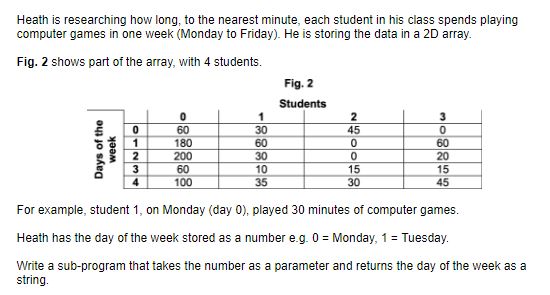 Heath is researching how long, to the nearest minute, each student in his class spends playing
computer games in one week (Monday to Friday). He is storing the data in a 2D array.
Fig. 2 shows part of the array, with 4 students.
Fig. 2
Students
Days of the
week
0 1 2 3
0 60 30 45 0
1 180 60 0 60
2 200 30 0 20
3 60 10 15 15
4 100 35 30 45
For example, student 1, on Monday (day 0), played 30 minutes of computer games.
Heath has the day of the week stored as a number e.g. 0 = Monday, 1 = Tuesday.
Write a sub-program that takes the number as a parameter and returns the day of the week as a
string.